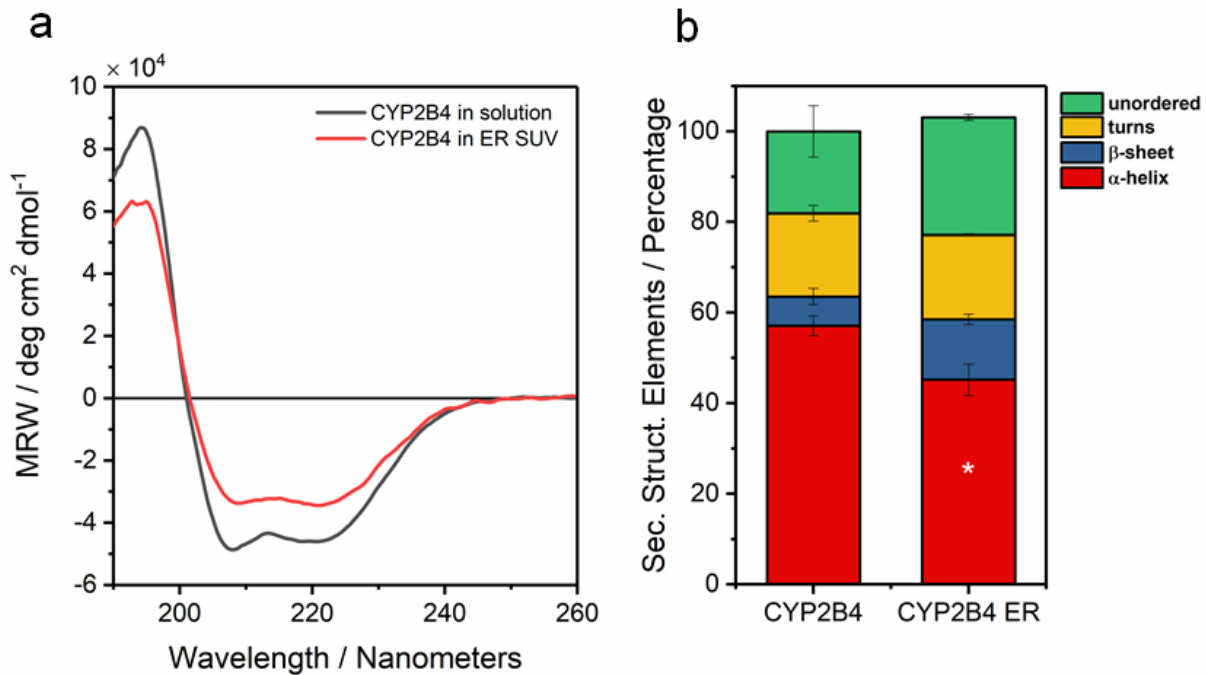 a
× 10⁴
10
8
6
4
2
0
-2
-4
-6
200
220
240
260
MRW / deg cm² dmol⁻¹
Wavelength / Nanometers
CYP2B4 in solution
CYP2B4 in ER SUV
b
100
80
60
40
20
0
Sec. Struct. Elements / Percentage
CYP2B4
CYP2B4 ER
*
unordered
turns
β-sheet
α-helix